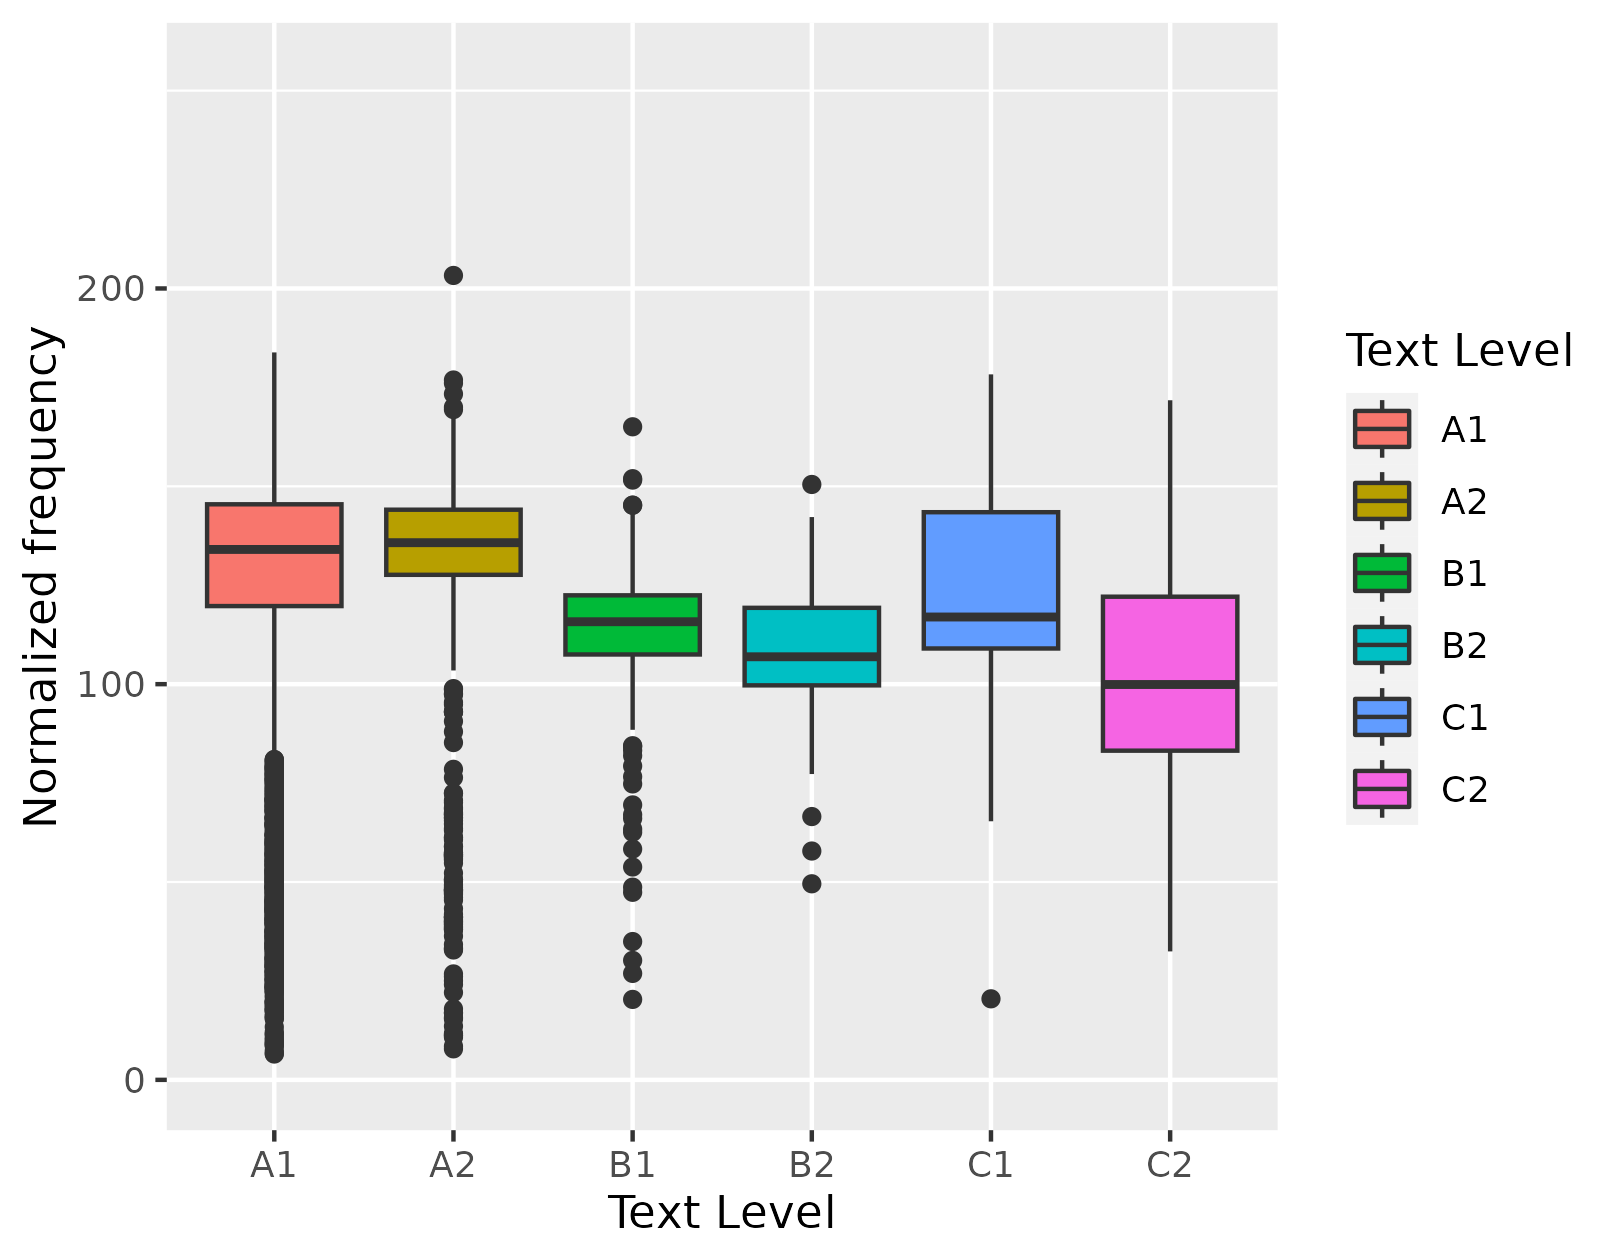 Normalized frequency
200
100
0
A1 A2 B1 B2 C1 C2
Text Level
Text Level
A1
A2
B1
B2
C1
C2